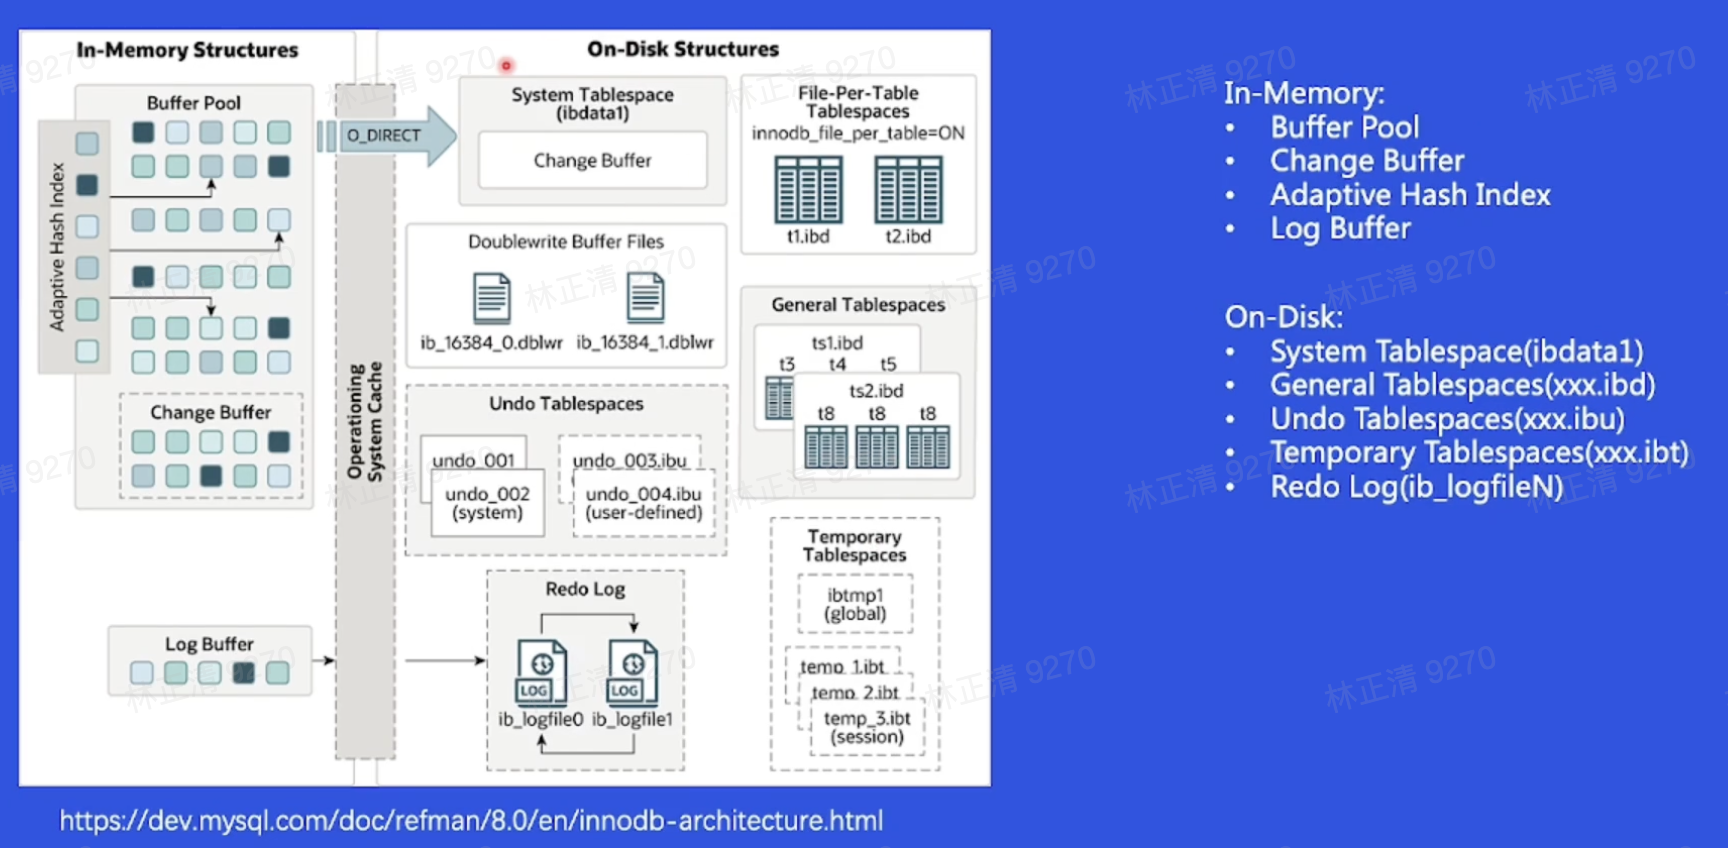 In-Memory Structures
On-Disk Structures
Buffer Pool
Adaptive Hash Index
Change Buffer
Log Buffer
Operationing
System Cache
O_DIRECT
System Tablespace
(ibdata1)
Change Buffer
Doublewrite Buffer Files
ib_16384_0.dblwr
ib_16384_1.dblwr
Undo Tablespaces
undo_001
undo_002
(system)
undo_003.ibu
undo_004.ibu
(user-defined)
Redo Log
LOG
LOG
ib_logfile0
ib_logfile1
File-Per-Table
Tablespaces
innodb_file_per_table=ON
t1.ibd
t2.ibd
General Tablespaces
ts1.ibd
t3 t4 t5
ts2.ibd
t8 t8 t8
Temporary
Tablespaces
ibtmp1
(global)
temp_1.ibt
temp_2.ibt
temp_3.ibt
(session)
In-Memory:
• Buffer Pool
• Change Buffer
• Adaptive Hash Index
• Log Buffer
On-Disk:
• System Tablespace(ibdata1)
• General Tablespaces(xxx.ibd)
• Undo Tablespaces(xxx.ibu)
• Temporary Tablespaces(xxx.ibt)
• Redo Log(ib_logfileN)
https://dev.mysql.com/doc/refman/8.0/en/innodb-architecture.html
林正清 9270